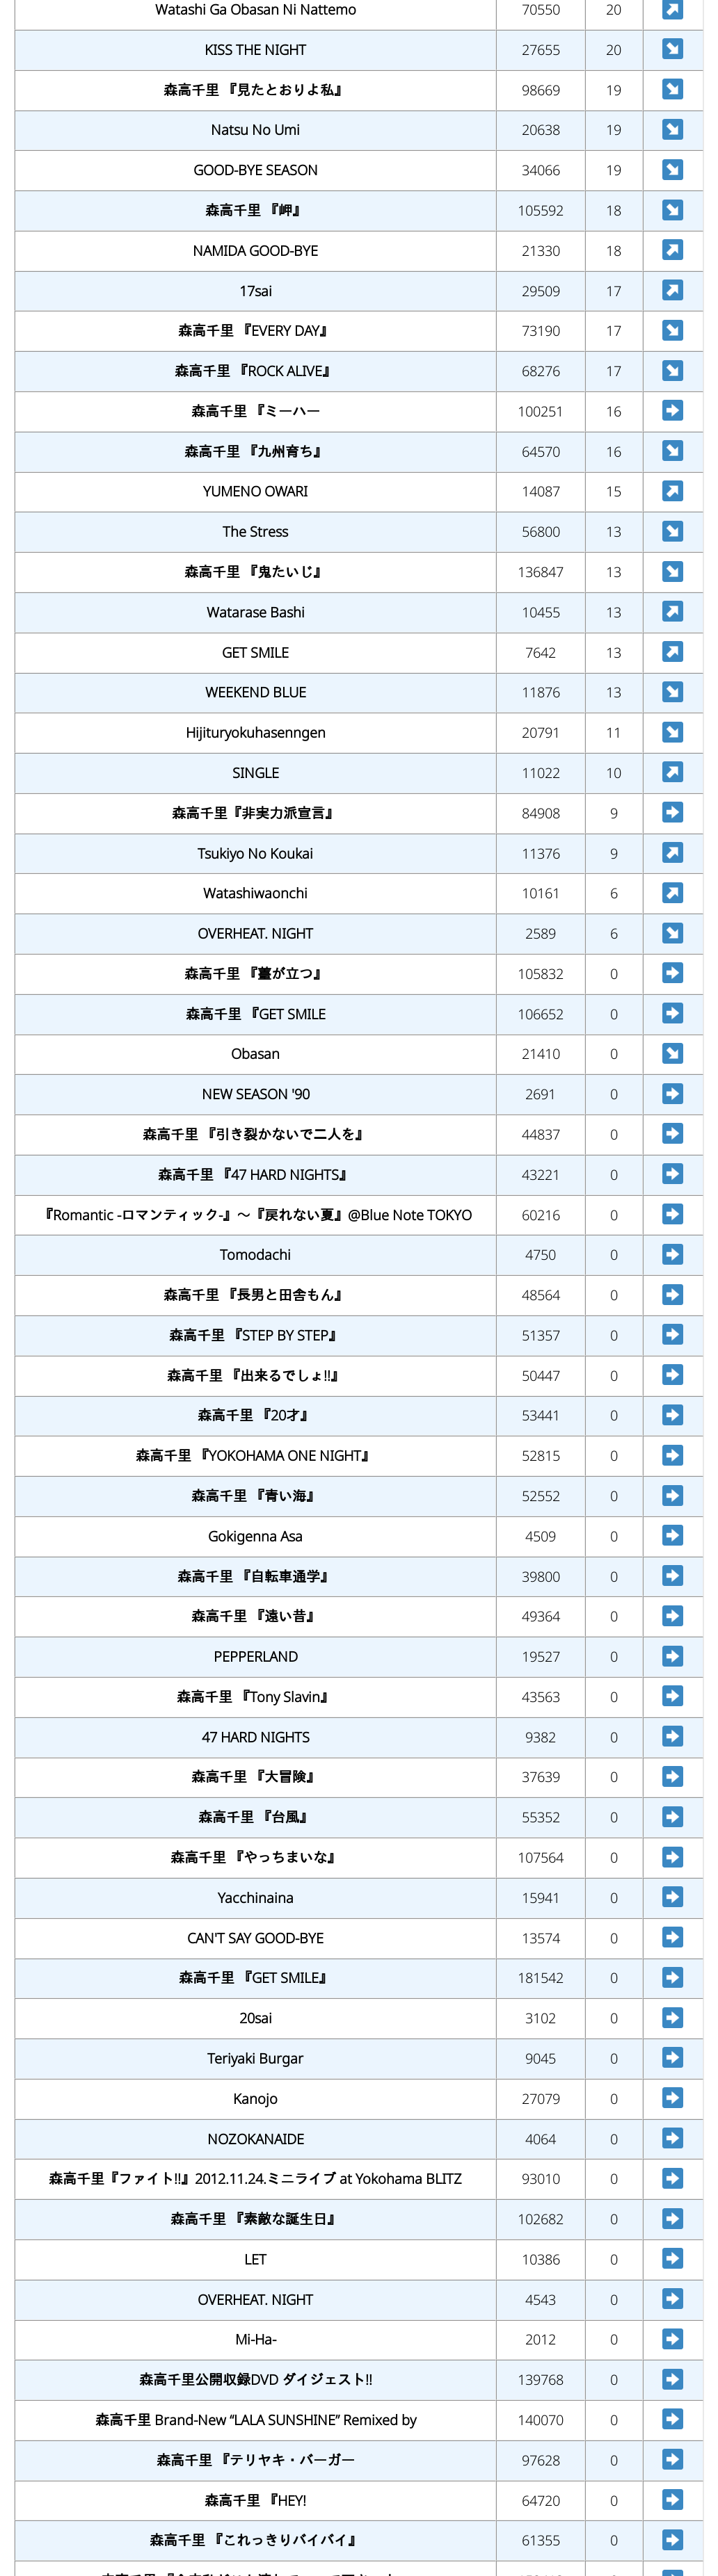 Watashi Ga Obasan Ni Nattemo 70550 20
KISS THE NIGHT 27655 20
森高千里 『見たとおりよ私』 98669 19
Natsu No Umi 20638 19
GOOD-BYE SEASON 34066 19
森高千里 『岬』 105592 18
NAMIDA GOOD-BYE 21330 18
17sai 29509 17
森高千里 『EVERY DAY』 73190 17
森高千里 『ROCK ALIVE』 68276 17
森高千里 『ミーハー 100251 16
森高千里 『九州育ち』 64570 16
YUMENO OWARI 14087 15
The Stress 56800 13
森高千里 『鬼たいじ』 136847 13
Watarase Bashi 10455 13
GET SMILE 7642 13
WEEKEND BLUE 11876 13
Hijituryokuhasenngen 20791 11
SINGLE 11022 10
森高千里『非実力派宣言』 84908 9
Tsukiyo No Koukai 11376 9
Watashiwaonchi 10161 6
OVERHEAT. NIGHT 2589 6
森高千里 『薹が立つ』 105832 0
森高千里 『GET SMILE 106652 0
Obasan 21410 0
NEW SEASON '90 2691 0
森高千里 『引き裂かないで二人を』 44837 0
森高千里 『47 HARD NIGHTS』 43221 0
『Romantic -ロマンティック-』～『戻れない夏』@Blue Note TOKYO 60216 0
Tomodachi 4750 0
森高千里 『長男と田舎もん』 48564 0
森高千里 『STEP BY STEP』 51357 0
森高千里 『出来るでしょ!!』 50447 0
森高千里 『20才』 53441 0
森高千里 『YOKOHAMA ONE NIGHT』 52815 0
森高千里 『青い海』 52552 0
Gokigenna Asa 4509 0
森高千里 『自転車通学』 39800 0
森高千里 『遠い昔』 49364 0
PEPPERLAND 19527 0
森高千里 『Tony Slavin』 43563 0
47 HARD NIGHTS 9382 0
森高千里 『大冒険』 37639 0
森高千里 『台風』 55352 0
森高千里 『やっちまいな』 107564 0
Yacchinaina 15941 0
CAN'T SAY GOOD-BYE 13574 0
森高千里 『GET SMILE』 181542 0
20sai 3102 0
Teriyaki Burgar 9045 0
Kanojo 27079 0
NOZOKANAIDE 4064 0
森高千里『ファイト!!』2012.11.24.ミニライブ at Yokohama BLITZ 93010 0
森高千里 『素敵な誕生日』 102682 0
LET 10386 0
OVERHEAT. NIGHT 4543 0
Mi-Ha- 2012 0
森高千里公開収録DVD ダイジェスト!! 139768 0
森高千里 Brand-New “LALA SUNSHINE” Remixed by 140070 0
森高千里 『テリヤキ・バーガー 97628 0
森高千里 『HEY! 64720 0
森高千里 『これっきりバイバイ』 61355 0